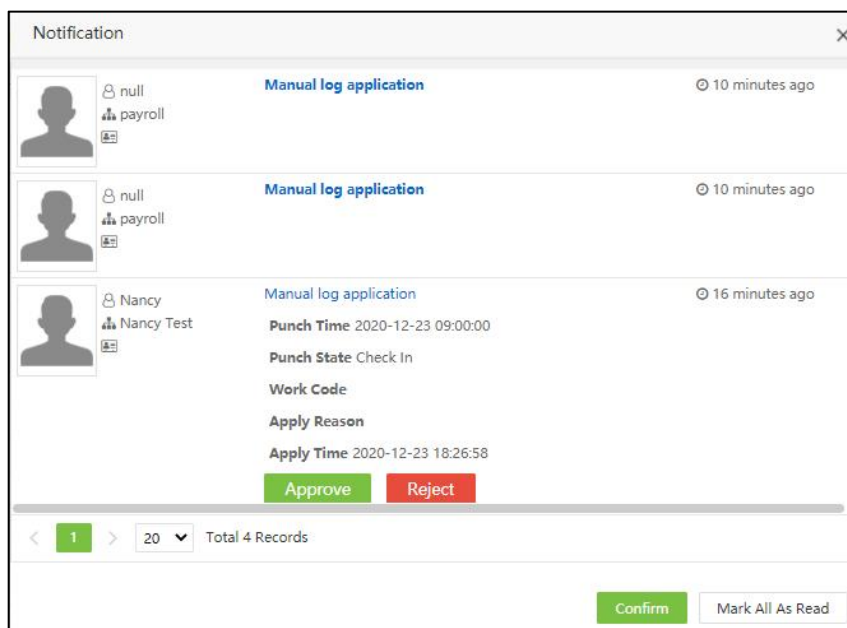 Notification
null
Manual log application
10 minutes ago
payroll
null
Manual log application
10 minutes ago
payroll
Nancy
Manual log application
16 minutes ago
Nancy Test
Punch Time 2020-12-23 09:00:00
Punch State Check In
Work Code
Apply Reason
Apply Time 2020-12-23 18:26:58
Approve Reject
1 20 Total 4 Records
Confirm Mark All As Read